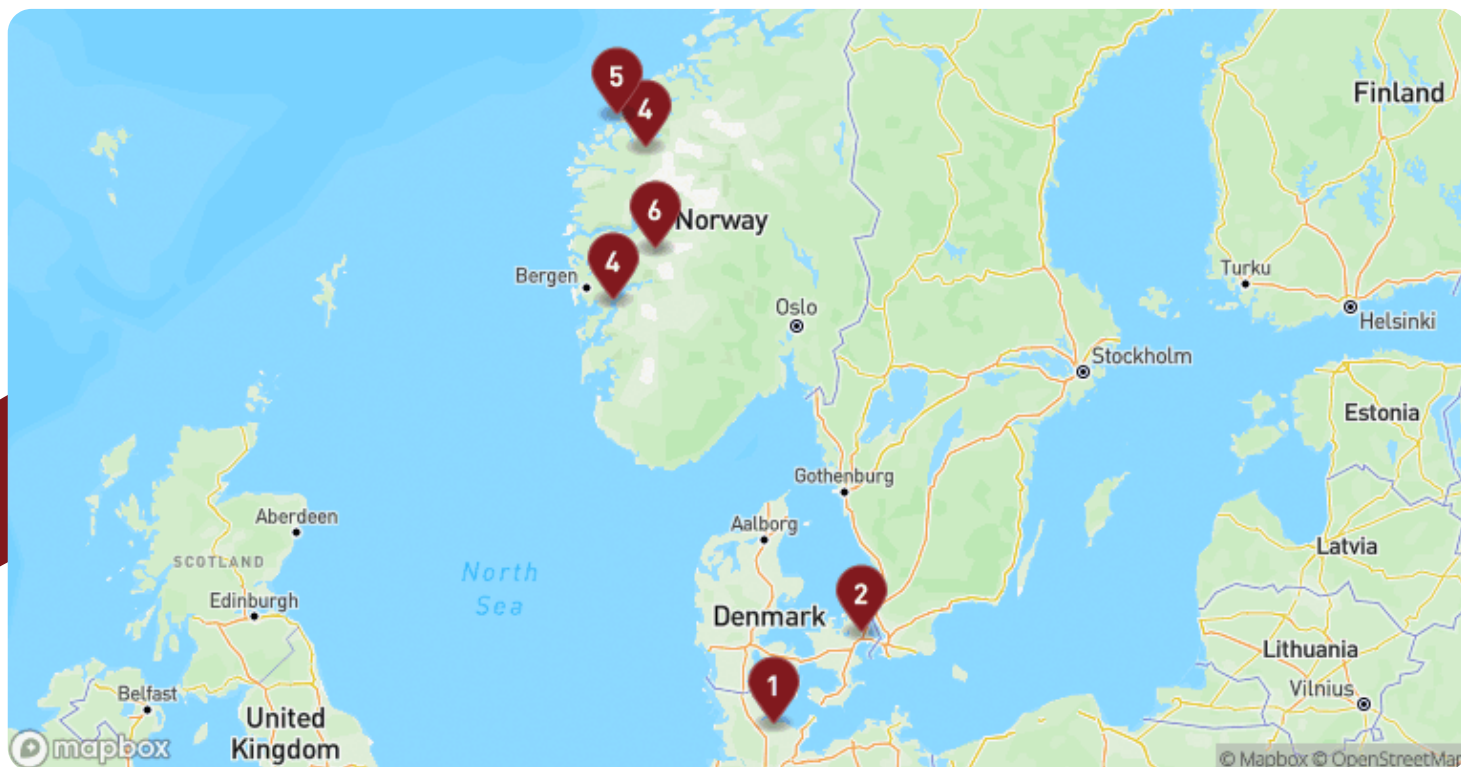 5
4
Finland
6
Norway
4
Bergen
Turku
Oslo
Helsinki
Stockholm
Estonia
Gothenburg
Aberdeen
Aalborg
SCOTLAND
Latvia
North
Sea
2
Edinburgh
Denmark
Lithuania
1
Belfast
Vilnius
United
Kingdom
mapbox
© Mapbox © OpenStreetMap